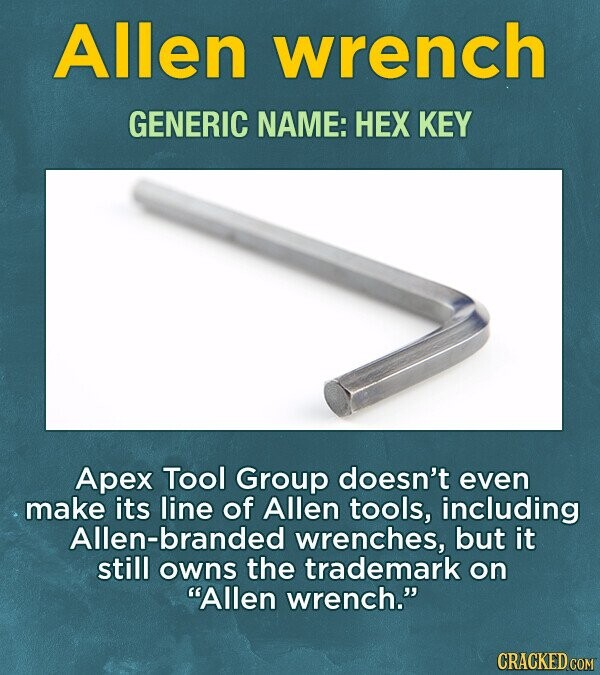 Allen wrench
GENERIC NAME: HEX KEY
Apex Tool Group doesn't even
make its line of Allen tools, including
Allen-branded wrenches, but it
still owns the trademark on
“Allen wrench.”
CRACKED.COM